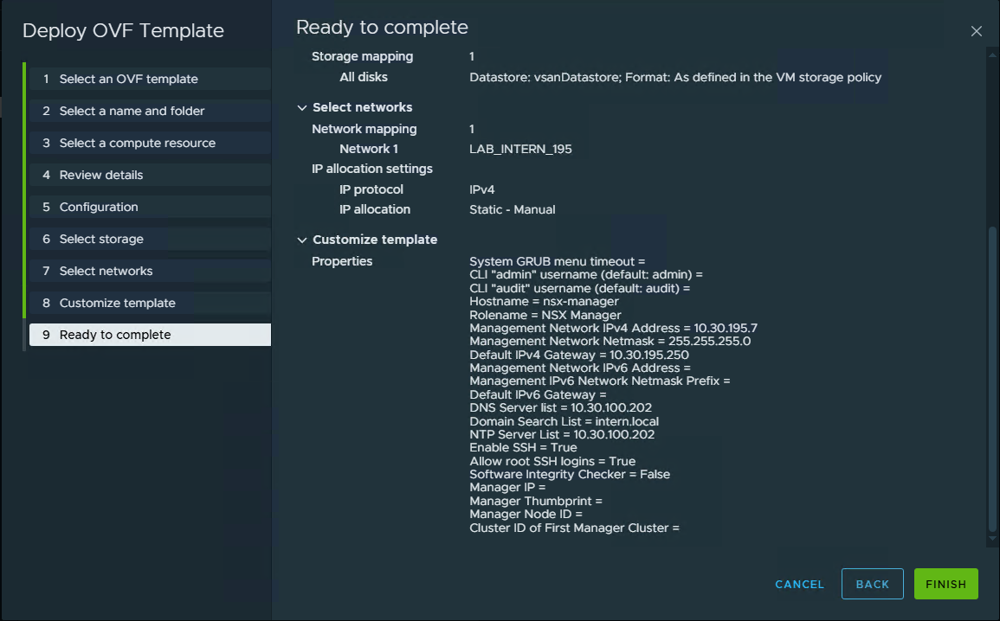 Deploy OVF Template
1 Select an OVF template
2 Select a name and folder
3 Select a compute resource
4 Review details
5 Configuration
6 Select storage
7 Select networks
8 Customize template
9 Ready to complete
Ready to complete
Storage mapping 1
All disks Datastore: vsanDatastore; Format: As defined in the VM storage policy
Select networks
Network mapping 1
Network 1 LAB_INTERN_195
IP allocation settings
IP protocol IPv4
IP allocation Static - Manual
Customize template
Properties System GRUB menu timeout =
CLI "admin" username (default: admin) =
CLI "audit" username (default: audit) =
Hostname = nsx-manager
Rolename = NSX Manager
Management Network IPv4 Address = 10.30.195.7
Management Network Netmask = 255.255.255.0
Default IPv4 Gateway = 10.30.195.250
Management Network IPv6 Address =
Management IPv6 Network Netmask Prefix =
Default IPv6 Gateway =
DNS Server list = 10.30.100.202
Domain Search List = intern.local
NTP Server List = 10.30.100.202
Enable SSH = True
Allow root SSH logins = True
Software Integrity Checker = False
Manager IP =
Manager Thumbprint =
Manager Node ID =
Cluster ID of First Manager Cluster =
CANCEL BACK FINISH